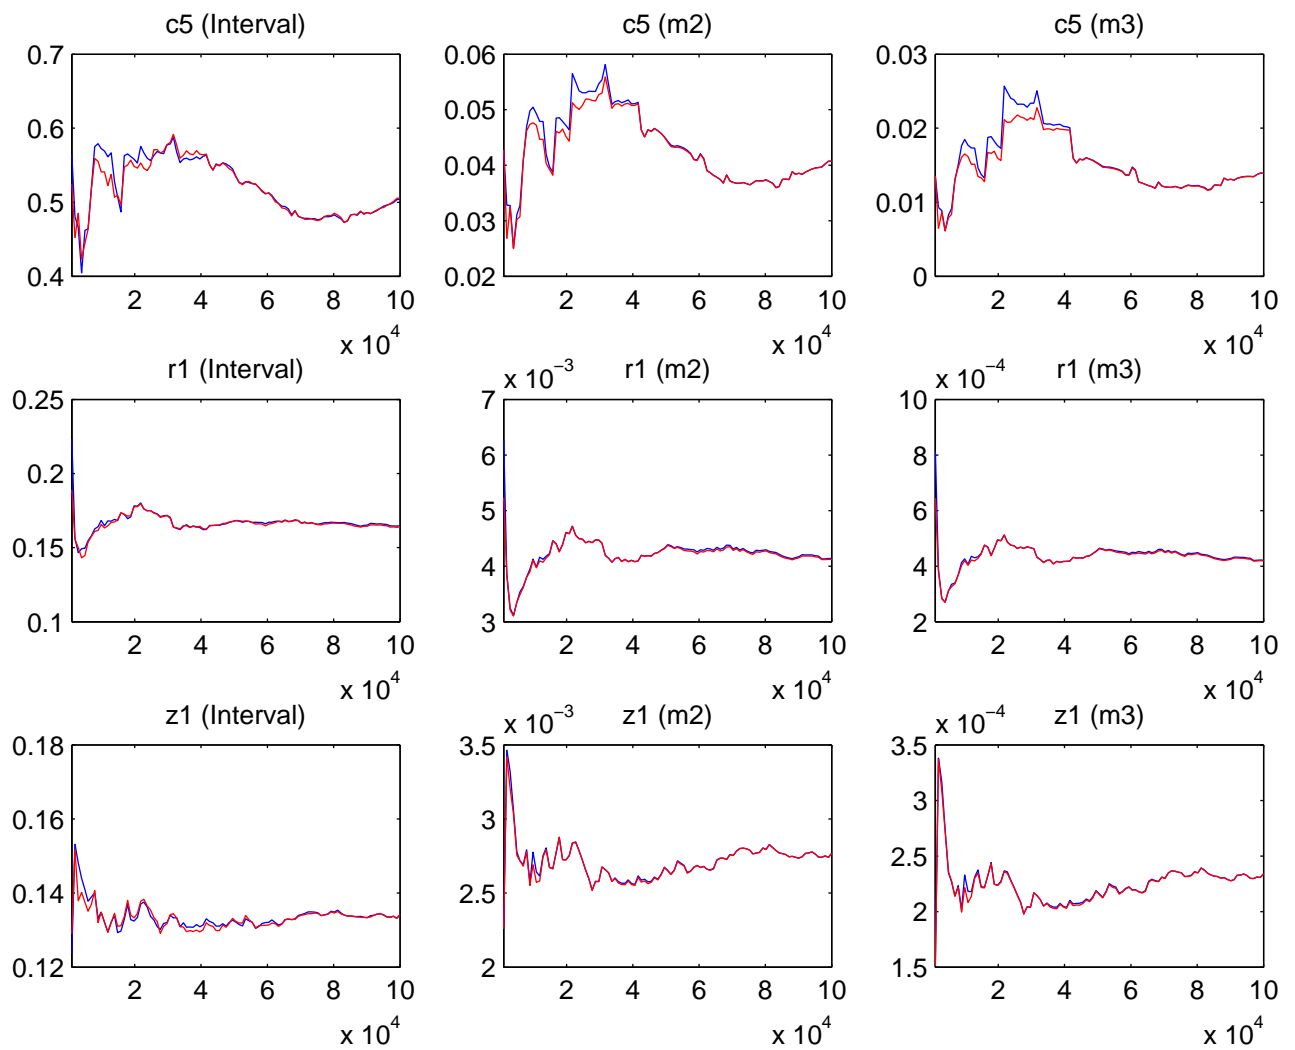 c5 (Interval)
c5 (m2)
c5 (m3)
0.7
0.6
0.5
0.4
2 4 6 8 10
x 10^4
0.06
0.05
0.04
0.03
0.02
2 4 6 8 10
x 10^4
0.03
0.02
0.01
0
2 4 6 8 10
x 10^4
r1 (Interval)
x 10^−3
r1 (m2)
x 10^−4
r1 (m3)
0.25
0.2
0.15
0.1
2 4 6 8 10
x 10^4
7
6
5
4
3
2 4 6 8 10
x 10^4
10
8
6
4
2
2 4 6 8 10
x 10^4
z1 (Interval)
x 10^−3
z1 (m2)
x 10^−4
z1 (m3)
0.18
0.16
0.14
0.12
2 4 6 8 10
x 10^4
3.5
3
2.5
2
2 4 6 8 10
x 10^4
3.5
3
2.5
2
1.5
2 4 6 8 10
x 10^4